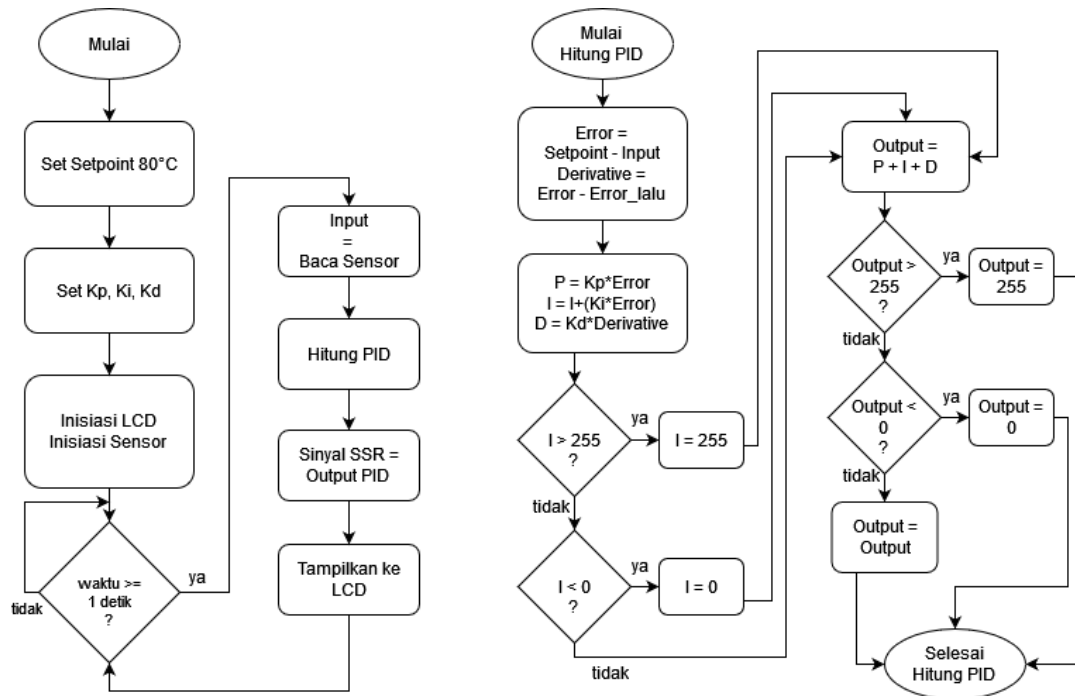 Mulai
Set Setpoint 80°C
Set Kp, Ki, Kd
Inisiasi LCD
Inisiasi Sensor
waktu >=
1 detik
?
tidak
ya
Input
=
Baca Sensor
Hitung PID
Sinyal SSR =
Output PID
Tampilkan ke
LCD
Mulai
Hitung PID
Error =
Setpoint - Input
Derivative =
Error - Error_lalu
P = Kp*Error
I = I+(Ki*Error)
D = Kd*Derivative
I > 255
?
ya
I = 255
tidak
I < 0
?
ya
I = 0
tidak
Output =
P + I + D
Output >
255
?
ya
Output =
255
tidak
Output <
0
?
ya
Output =
0
tidak
Output =
Output
Selesai
Hitung PID